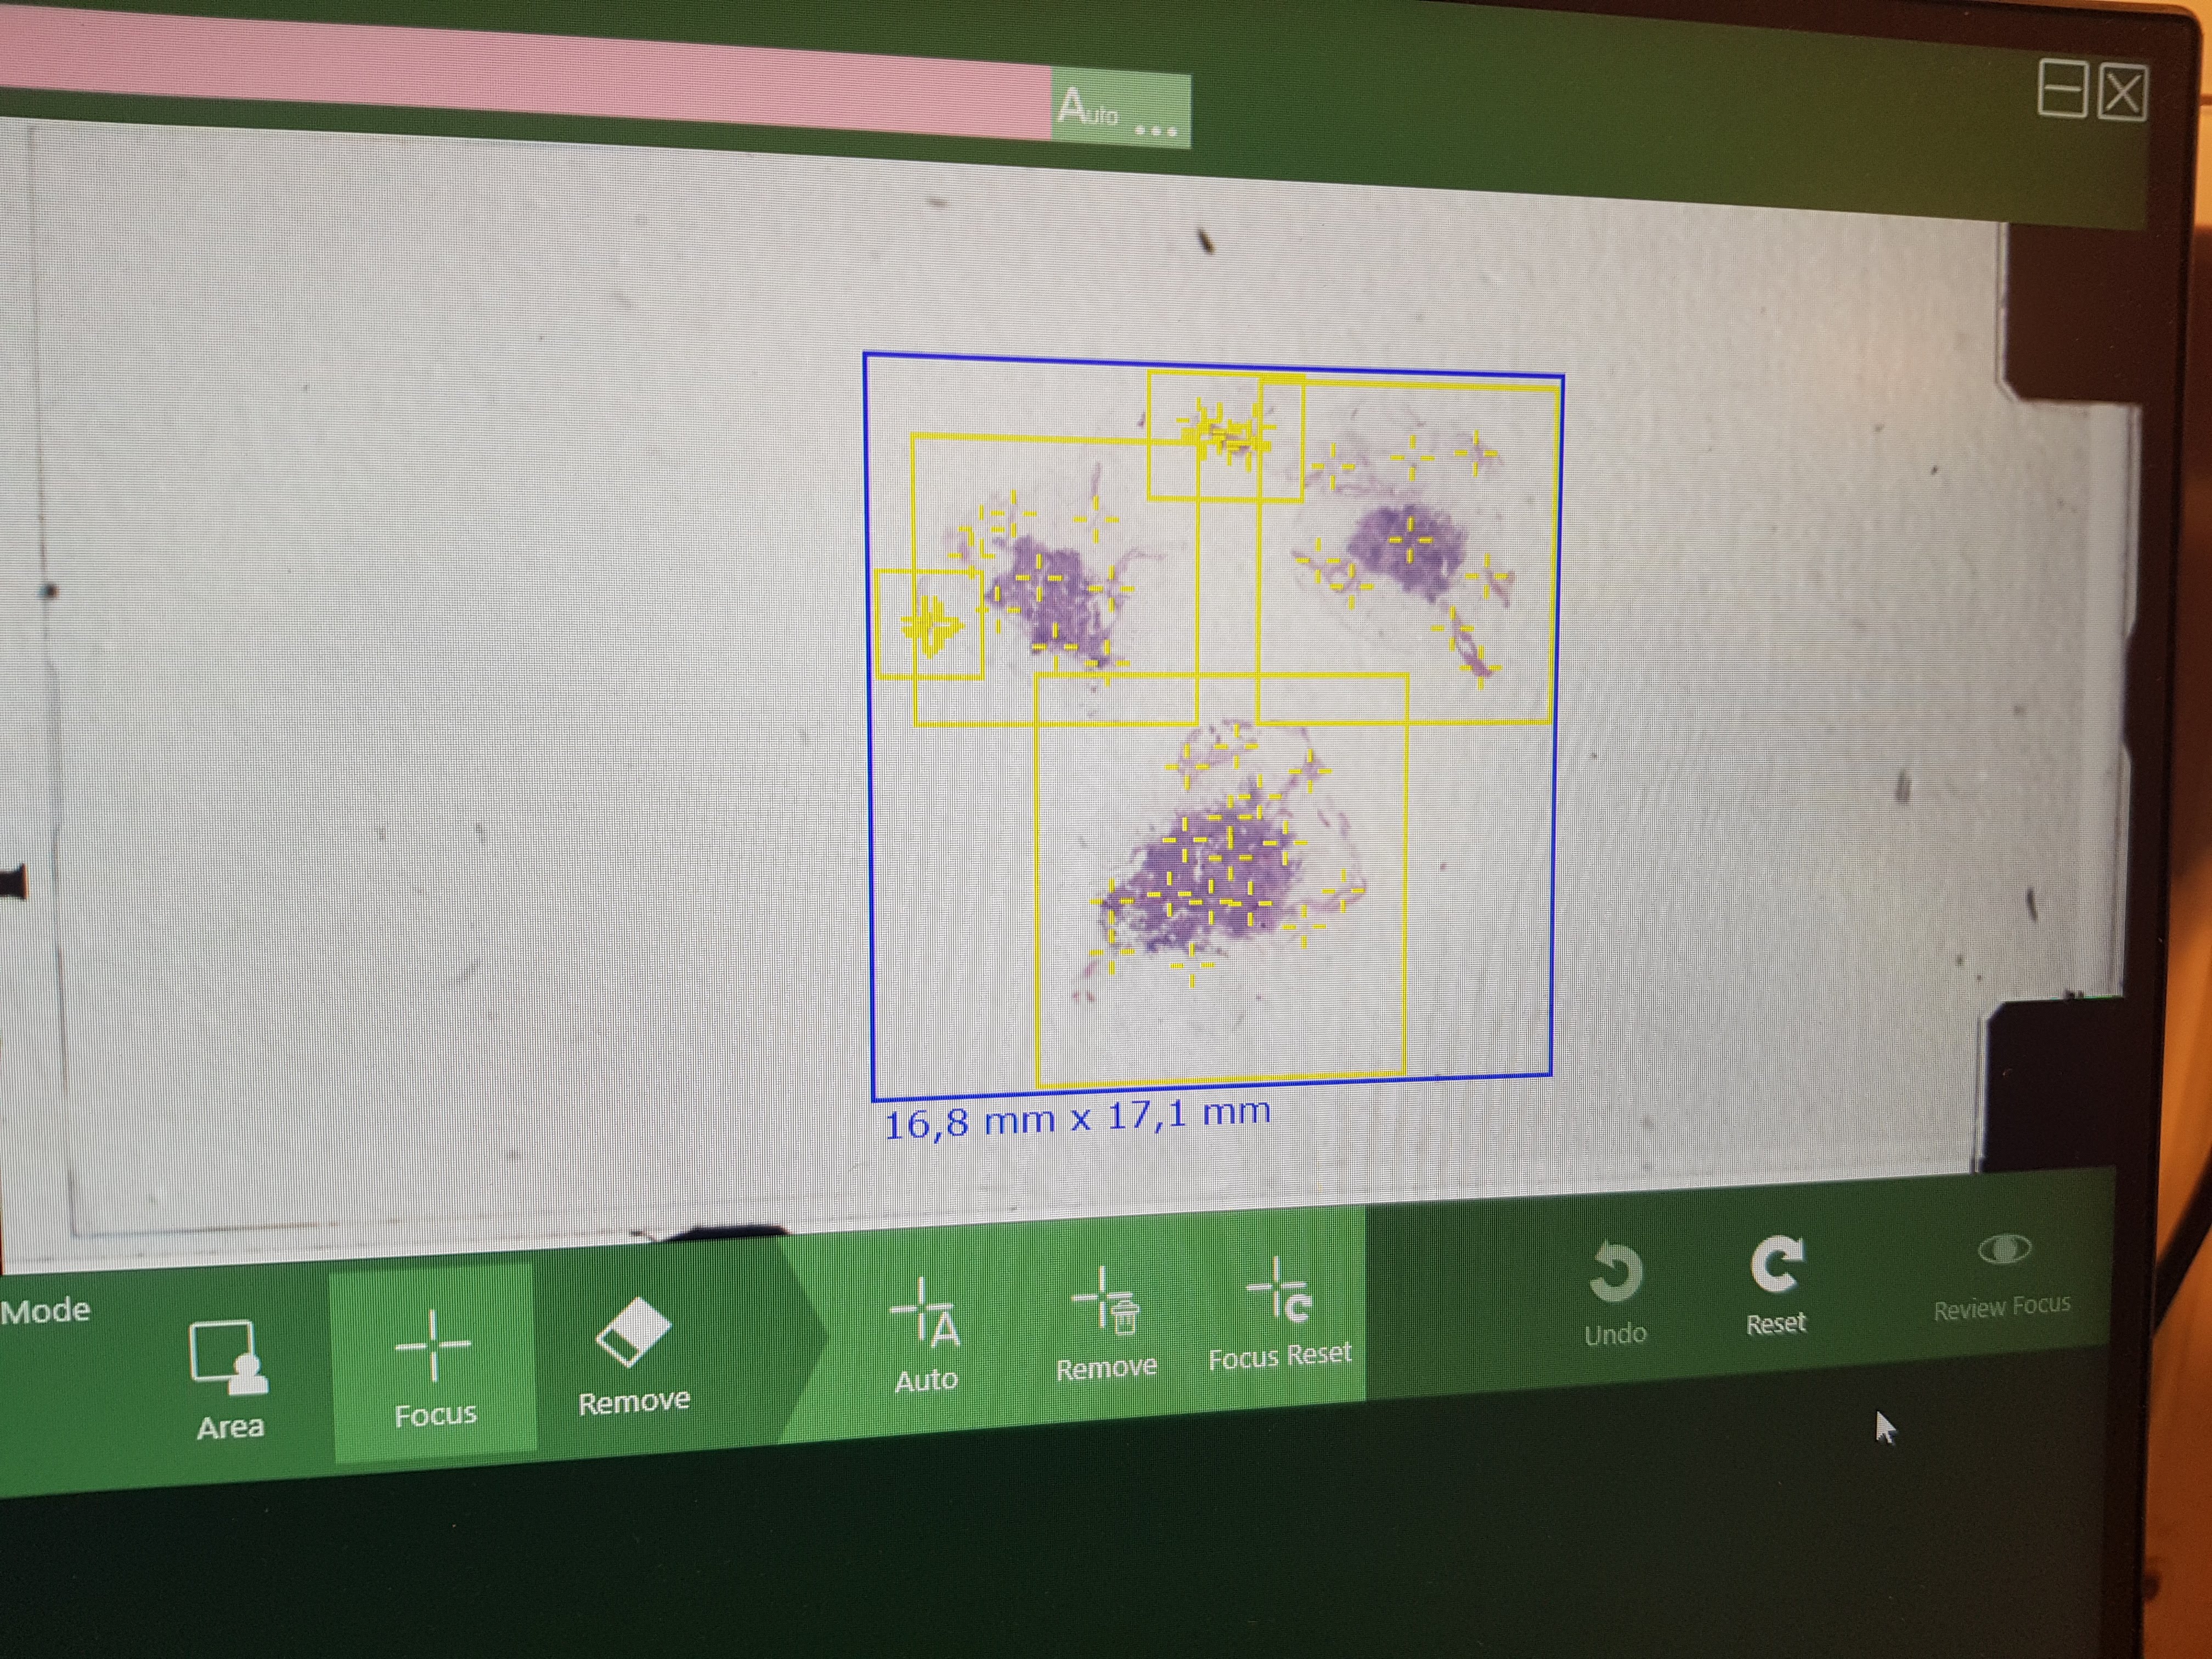 Auto ...
16,8 mm x 17,1 mm
Mode
Area
Focus
Remove
Auto
Remove
Focus Reset
Undo
Reset
Review Focus